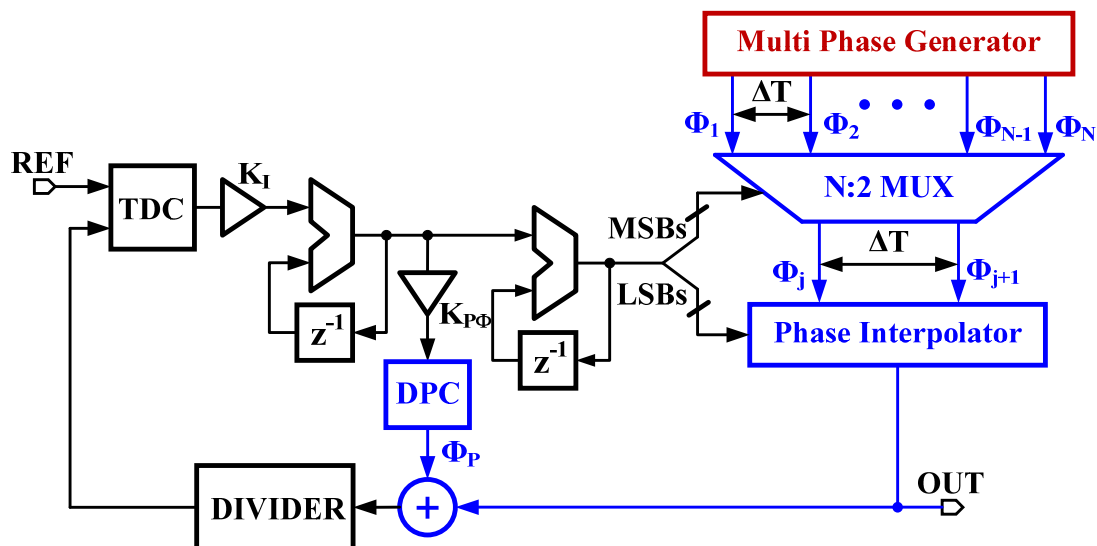 Multi Phase Generator
ΔT
Φ1 Φ2 ΦN-1 ΦN
REF
KI
N:2 MUX
TDC
MSBs
ΔT
LSBs
Φj Φj+1
z-1
KPΦ
Phase Interpolator
z-1
DPC
ΦP
OUT
DIVIDER
+